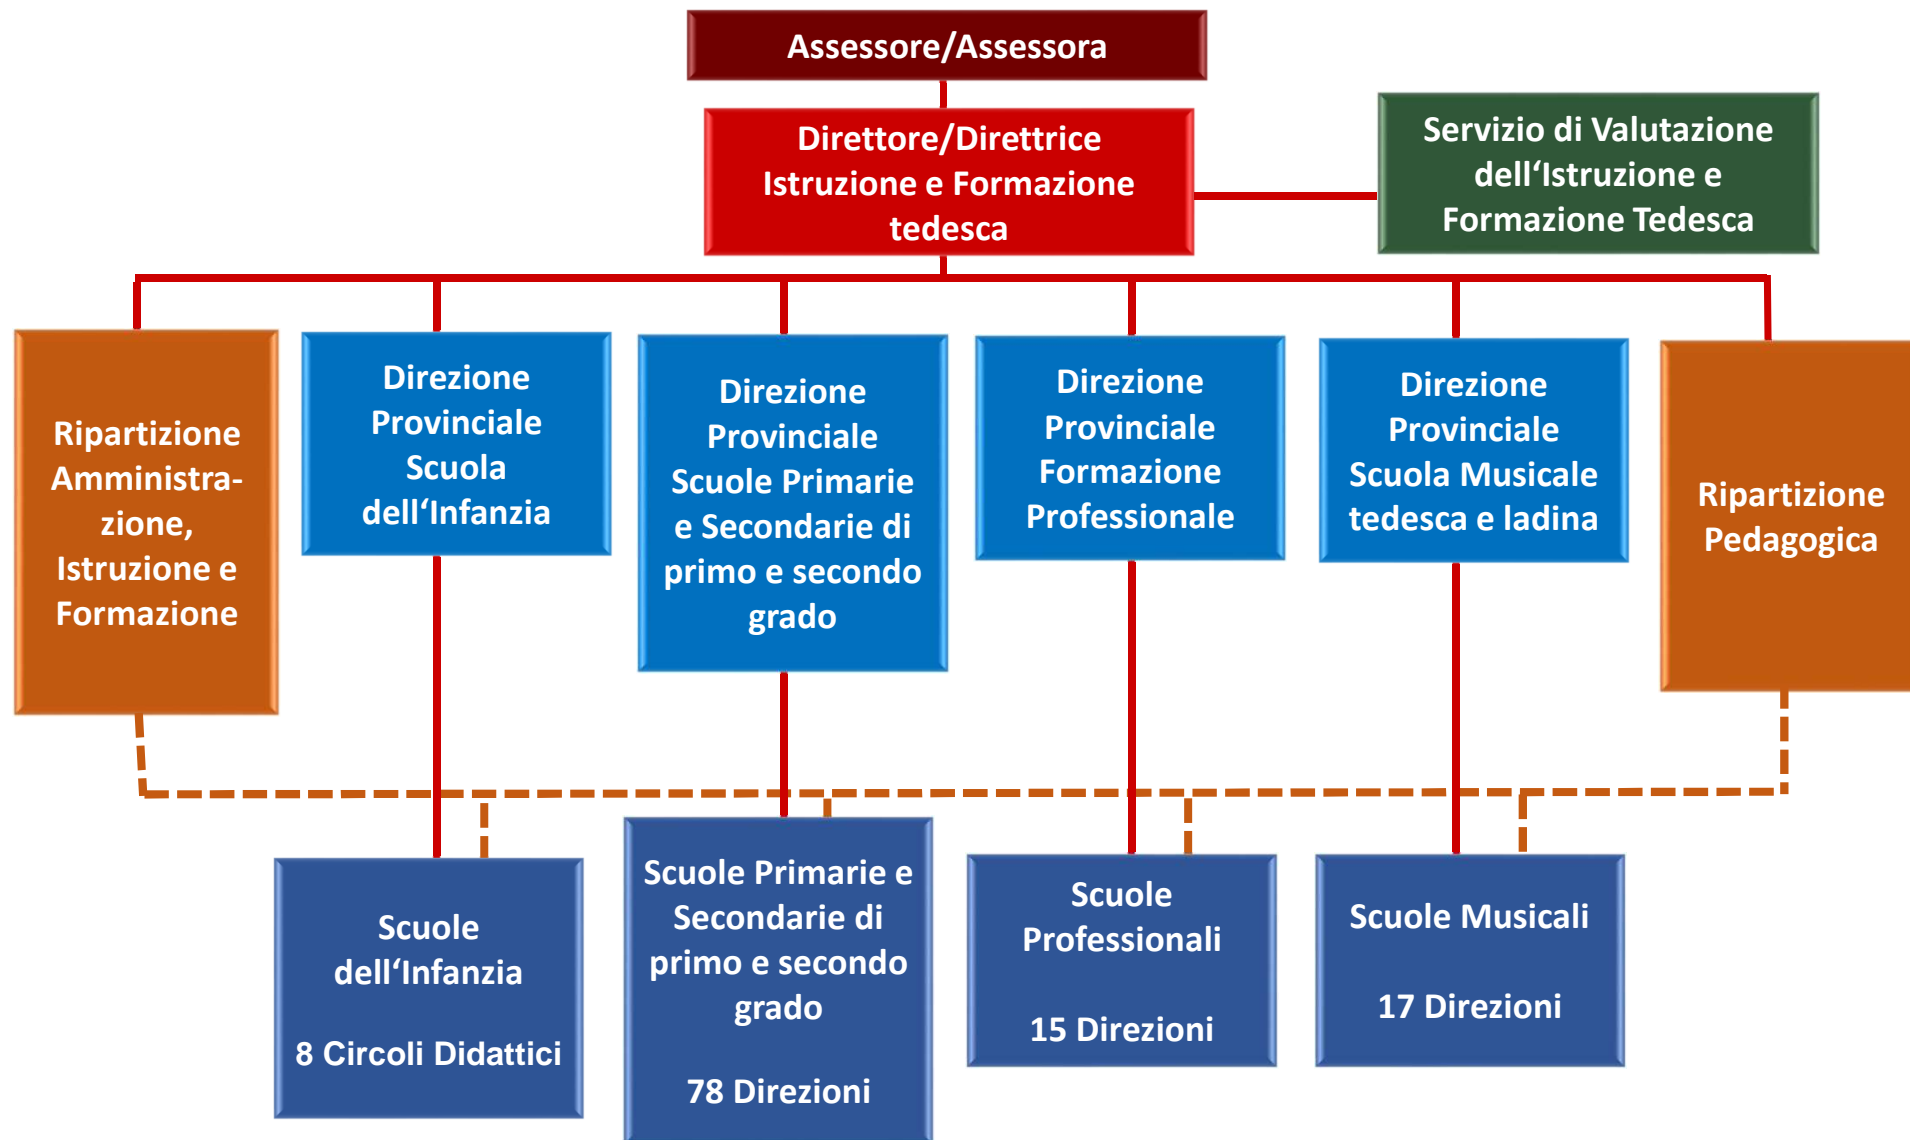 Assessore/Assessora
Direttore/Direttrice
Istruzione e Formazione
tedesca
Servizio di Valutazione
dell‘Istruzione e
Formazione Tedesca
Ripartizione
Amministra-
zione,
Istruzione e
Formazione
Direzione
Provinciale
Scuola
dell‘Infanzia
Direzione
Provinciale
Scuole Primarie
e Secondarie di
primo e secondo
grado
Direzione
Provinciale
Formazione
Professionale
Direzione
Provinciale
Scuola Musicale
tedesca e ladina
Ripartizione
Pedagogica
Scuole
dell‘Infanzia
8 Circoli Didattici
Scuole Primarie e
Secondarie di
primo e secondo
grado
78 Direzioni
Scuole
Professionali
15 Direzioni
Scuole Musicali
17 Direzioni